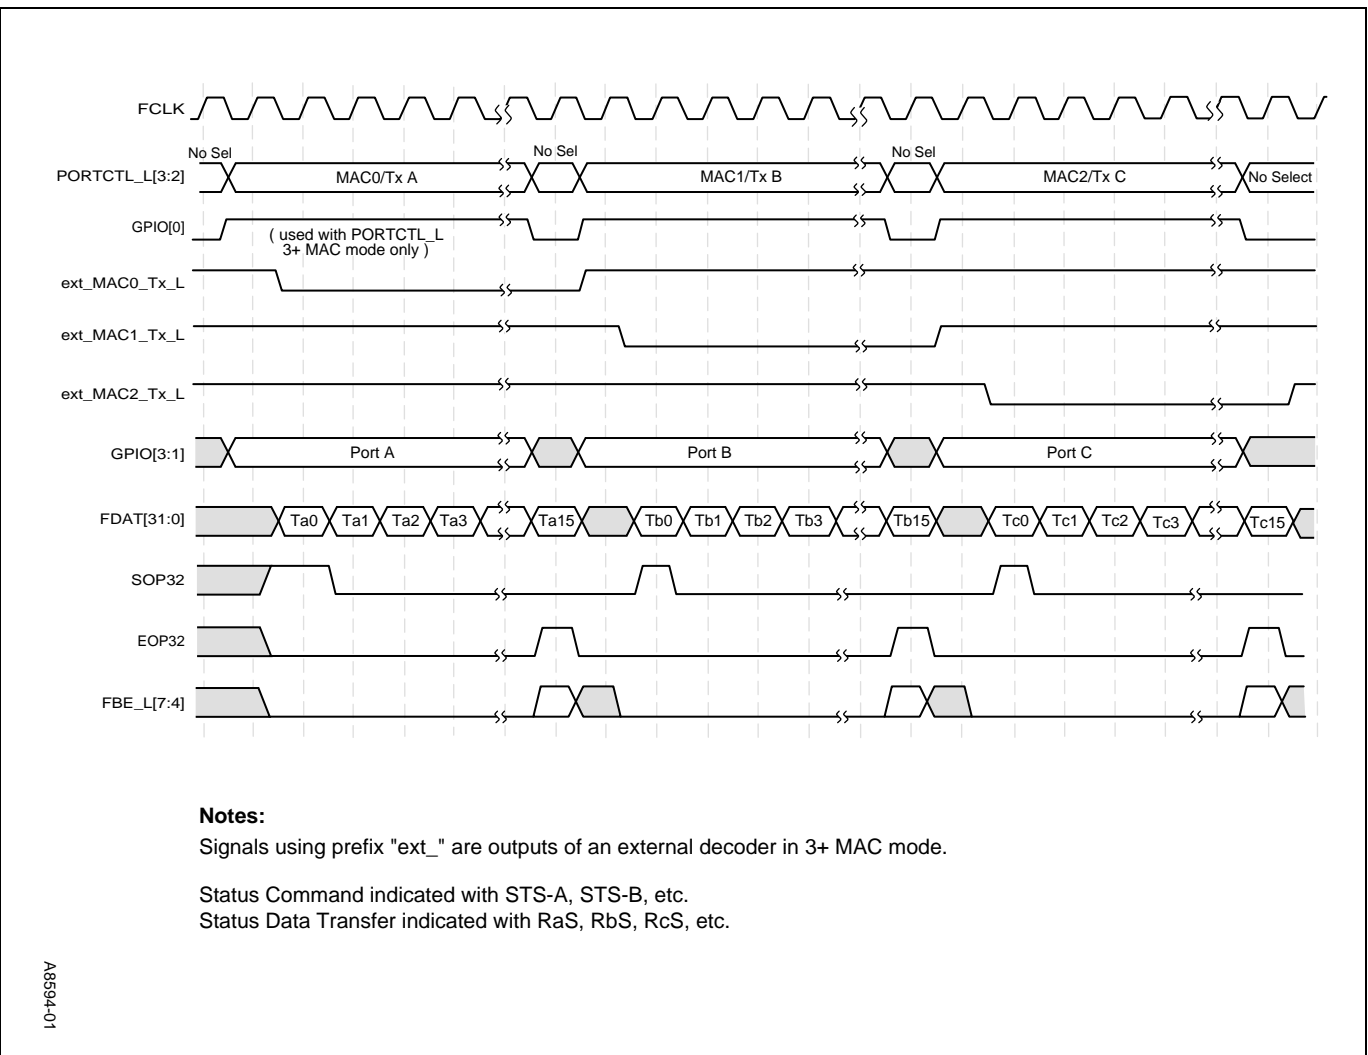 FCLK
No Sel No Sel No Sel
PORTCTL_L[3:2] MAC0/Tx A MAC1/Tx B MAC2/Tx C No Select
GPIO[0] ( used with PORTCTL_L
3+ MAC mode only )
ext_MAC0_Tx_L
ext_MAC1_Tx_L
ext_MAC2_Tx_L
GPIO[3:1] Port A Port B Port C
FDAT[31:0] Ta0 Ta1 Ta2 Ta3 Ta15 Tb0 Tb1 Tb2 Tb3 Tb15 Tc0 Tc1 Tc2 Tc3 Tc15
SOP32
EOP32
FBE_L[7:4]
Notes:
Signals using prefix "ext_" are outputs of an external decoder in 3+ MAC mode.
Status Command indicated with STS-A, STS-B, etc.
Status Data Transfer indicated with RaS, RbS, RcS, etc.
A8594-01